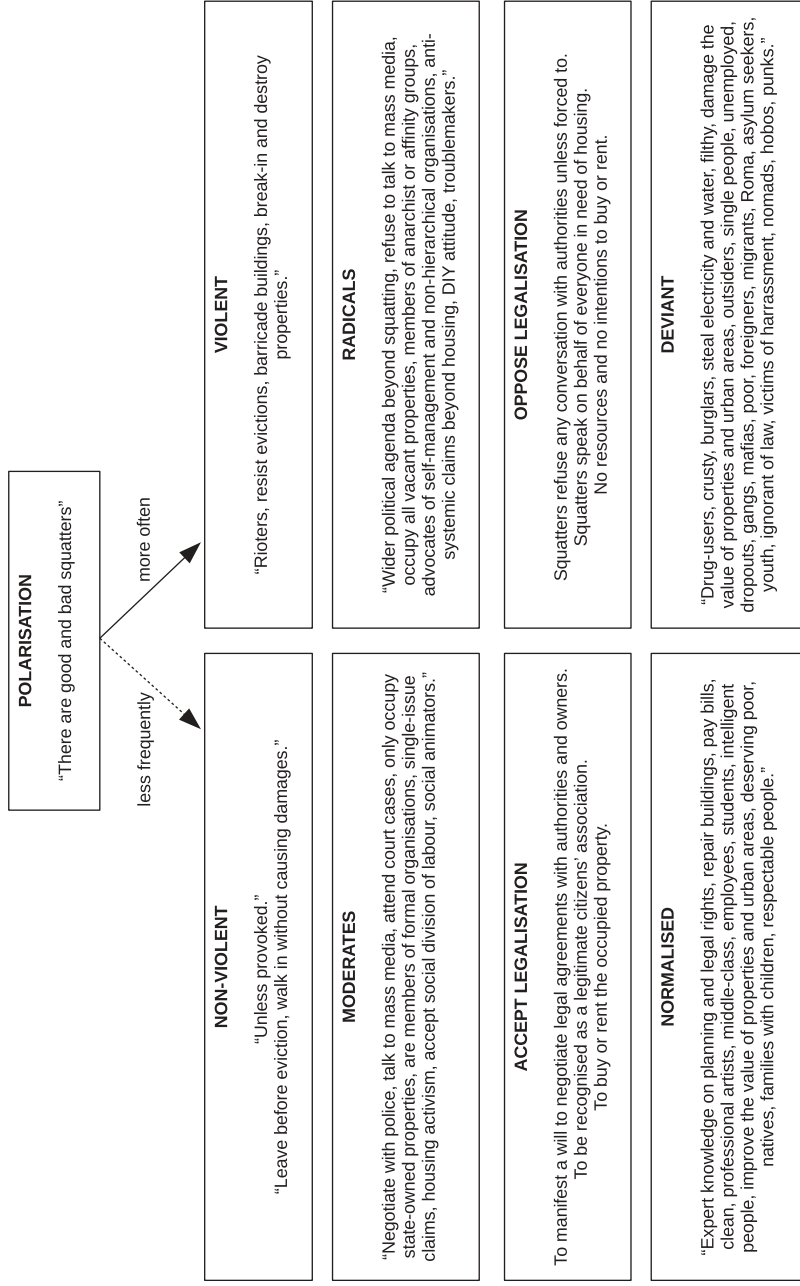 POLARISATION
“There are good and bad squatters”
less frequently
more often
NON-VIOLENT
“Unless provoked.”
“Leave before eviction, walk in without causing damages.”
VIOLENT
“Rioters, resist evictions, barricade buildings, break-in and destroy
properties.”
MODERATES
“Negotiate with police, talk to mass media, attend court cases, only occupy
state-owned properties, are members of formal organisations, single-issue
claims, housing activism, accept social division of labour, social animators.”
RADICALS
“Wider political agenda beyond squatting, refuse to talk to mass media,
occupy all vacant properties, members of anarchist or affinity groups,
advocates of self-management and non-hierarchical organisations, anti-
systemic claims beyond housing, DIY attitude, troublemakers.”
ACCEPT LEGALISATION
To manifest a will to negotiate legal agreements with authorities and owners.
To be recognised as a legitimate citizens’ association.
To buy or rent the occupied property.
OPPOSE LEGALISATION
Squatters refuse any conversation with authorities unless forced to.
Squatters speak on behalf of everyone in need of housing.
No resources and no intentions to buy or rent.
NORMALISED
“Expert knowledge on planning and legal rights, repair buildings, pay bills,
clean, professional artists, middle-class, employees, students, intelligent
people, improve the value of properties and urban areas, deserving poor,
natives, families with children, respectable people.”
DEVIANT
“Drug-users, crusty, burglars, steal electricity and water, filthy, damage the
value of properties and urban areas, outsiders, single people, unemployed,
dropouts, gangs, mafias, poor, foreigners, migrants, Roma, asylum seekers,
youth, ignorant of law, victims of harrassment, nomads, hobos, punks.”